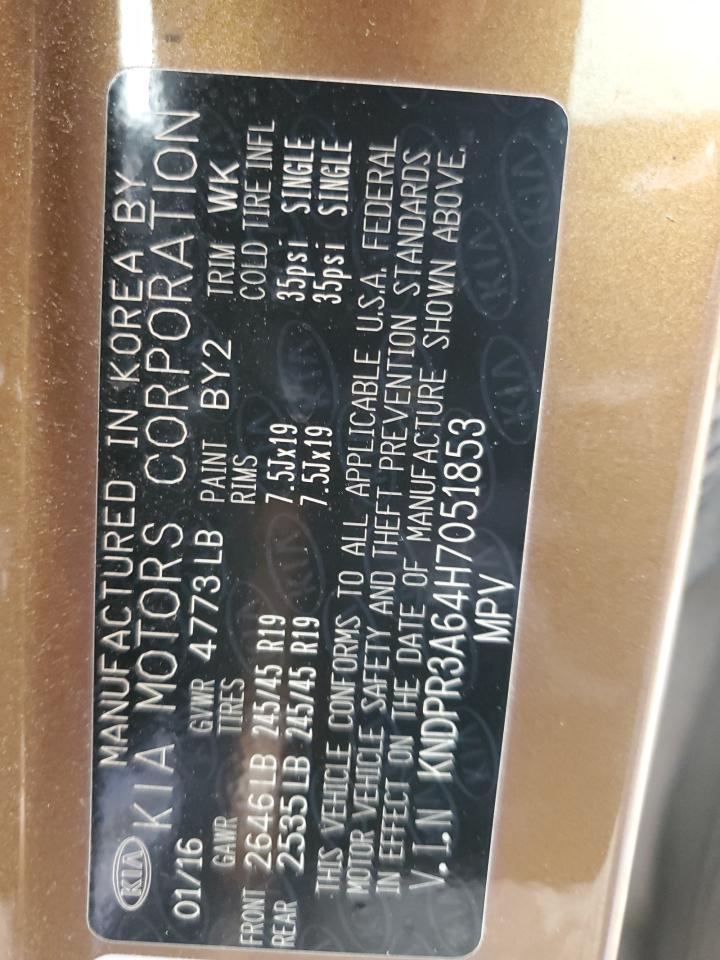 KIA MANUFACTURED IN KOREA BY
KIA MOTORS CORPORATION
01/16 GVWR 4773 LB PAINT BY2 TRIM WK
GAWR TIRES RIMS COLD TIRE INFL
FRONT 2646LB 245/45 R19 7.5Jx19 35psi SINGLE
REAR 2535LB 245/45 R19 7.5Jx19 35psi SINGLE
THIS VEHICLE CONFORMS TO ALL APPLICABLE U.S.A. FEDERAL
MOTOR VEHICLE SAFETY AND THEFT PREVENTION STANDARDS
IN EFFECT ON THE DATE OF MANUFACTURE SHOWN ABOVE.
V.I.N KNDPR3A64H7051853
MPV